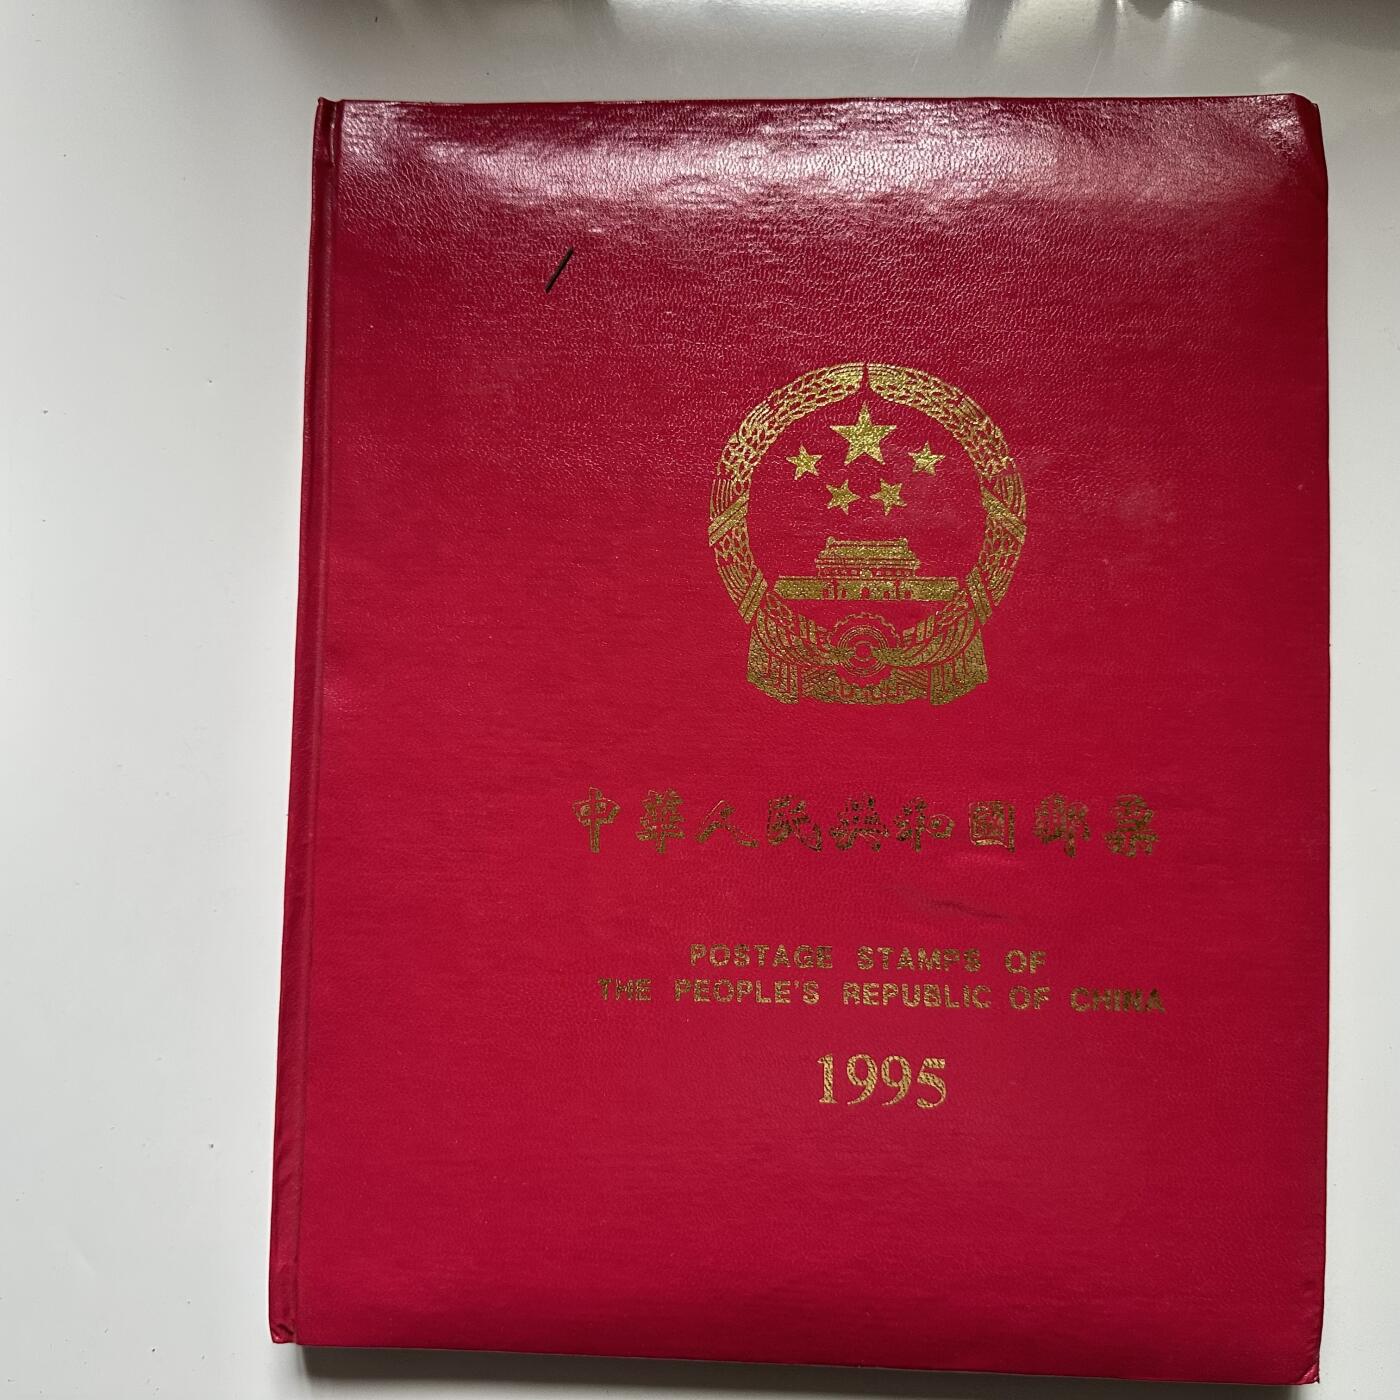 中華人民共和國郵票
POSTAGE STAMPS OF
THE PEOPLE'S REPUBLIC OF CHINA
1995